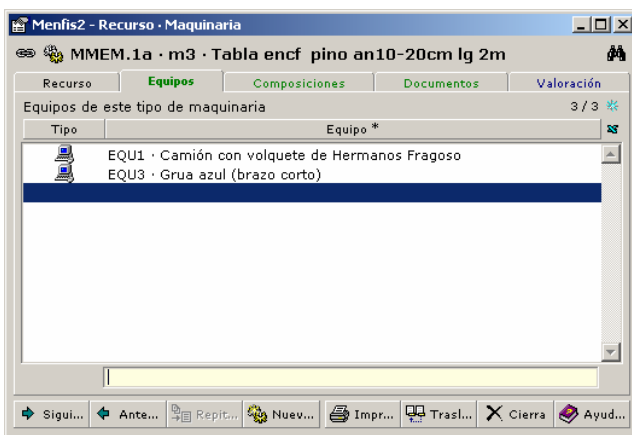 Menfis2 - Recurso · Maquinaria
MMEM.1a · m3 · Tabla encf pino an10-20cm lg 2m
Recurso Equipos Composiciones Documentos Valoración
Equipos de este tipo de maquinaria 3 / 3
Tipo Equipo *
EQU1 · Camión con volquete de Hermanos Fragoso
EQU3 · Grua azul (brazo corto)
Sigui... Ante... Repit... Nuev... Impr... Trasl... Cierra Ayud...